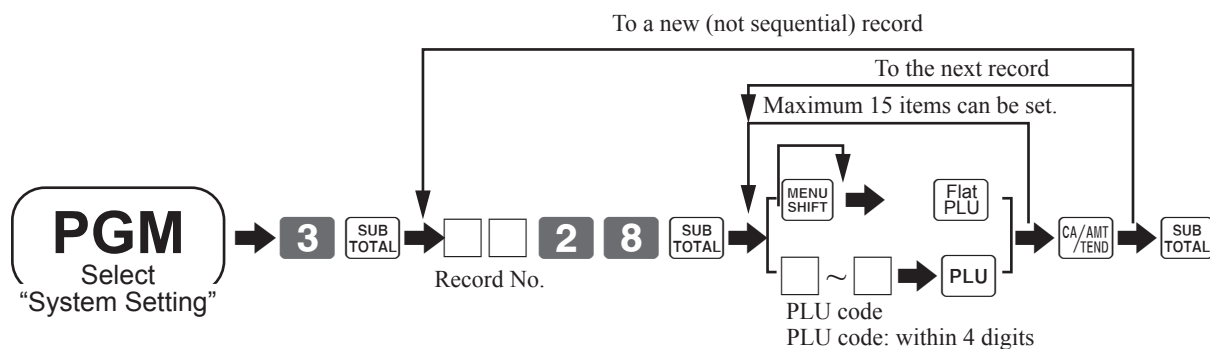 To a new (not sequential) record
To the next record
Maximum 15 items can be set.
PGM
Select
“System Setting”
3
SUB
TOTAL
Record No.
2
8
SUB
TOTAL
MENU
SHIFT
Flat
PLU
~
PLU
PLU code
PLU code: within 4 digits
CA/AMT
/TEND
SUB
TOTAL